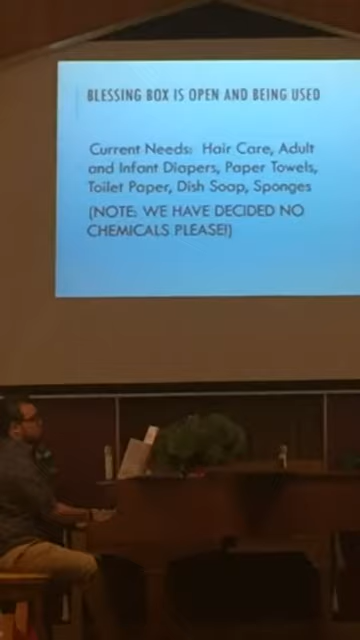 BLESSING BOX IS OPEN AND BEING USED
Current Needs: Hair Care, Adult
and Infant Diapers, Paper Towels,
Toilet Paper, Dish Soap, Sponges
(NOTE: WE HAVE DECIDED NO
CHEMICALS PLEASE!)